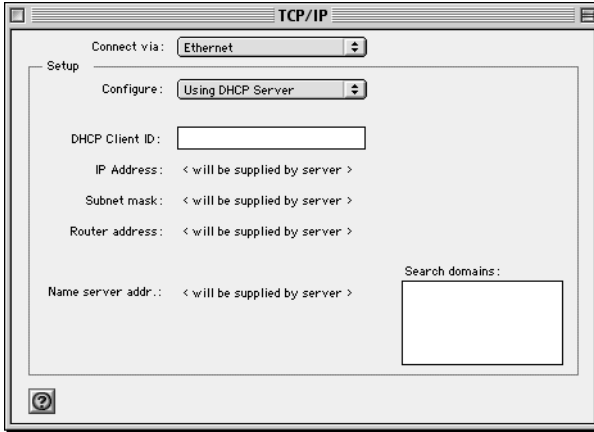 TCP/IP
Connect via: Ethernet
Setup
Configure: Using DHCP Server
DHCP Client ID:
IP Address: < will be supplied by server >
Subnet mask: < will be supplied by server >
Router address: < will be supplied by server >
Search domains:
Name server addr.: < will be supplied by server >
?